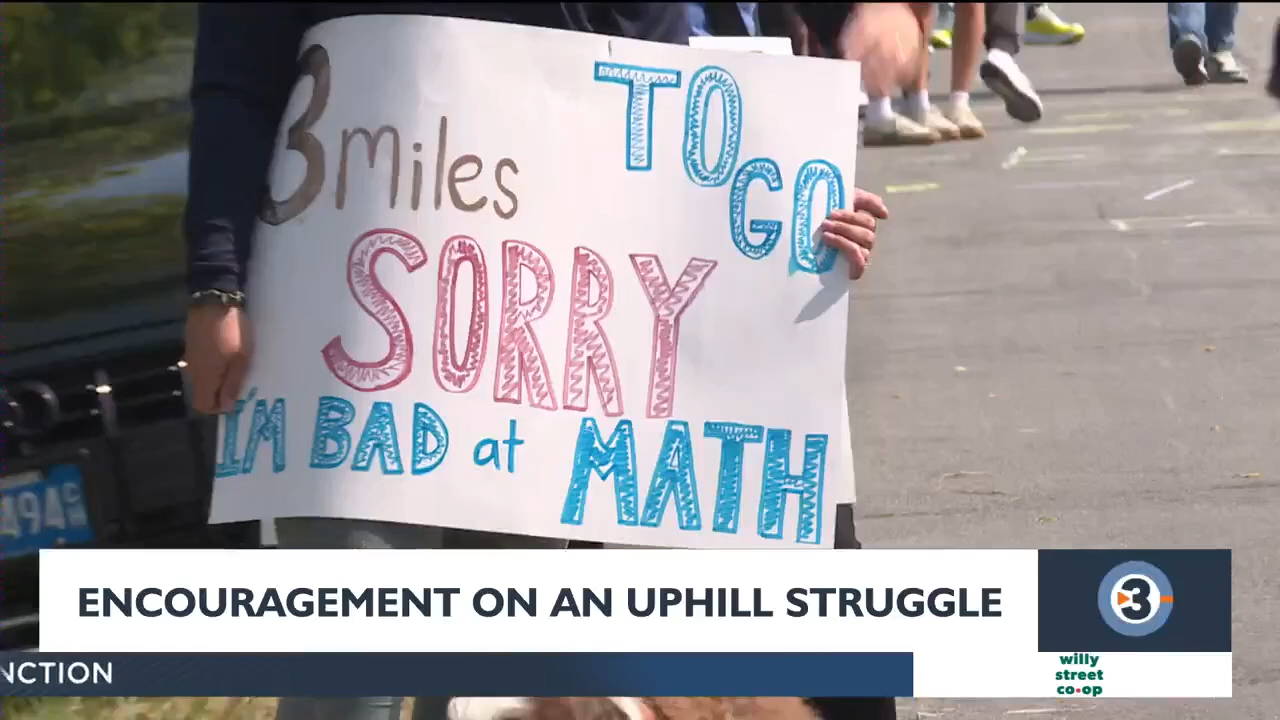 3 miles TO GO
SORRY
I'M BAD at MATH
494
ENCOURAGEMENT ON AN UPHILL STRUGGLE
3
NCTION
willy
street
co-op